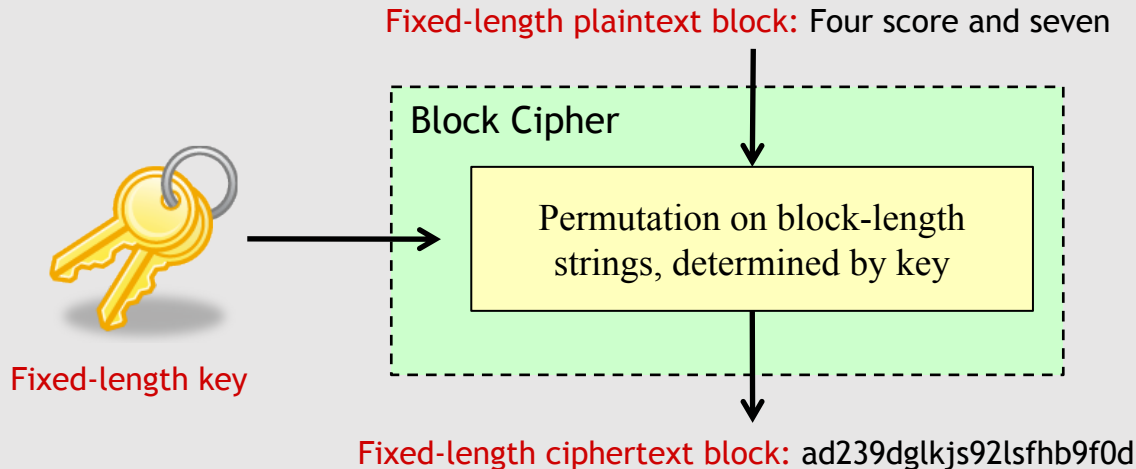 Fixed-length plaintext block: Four score and seven
Block Cipher
Permutation on block-length
strings, determined by key
Fixed-length key
Fixed-length ciphertext block: ad239dglkjs92lsfhb9f0d